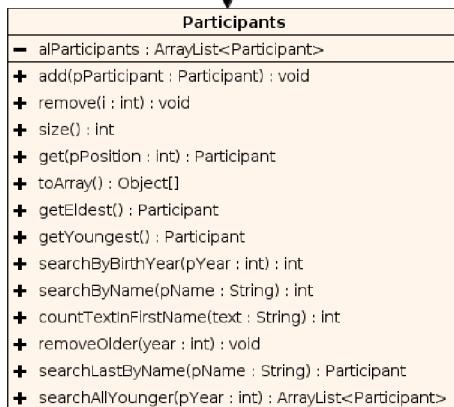 Participants
- alParticipants : ArrayList<Participant>
+ add(pParticipant : Participant) : void
+ remove(i : int) : void
+ size() : int
+ get(pPosition : int) : Participant
+ toArray() : Object[]
+ getEldest() : Participant
+ getYoungest() : Participant
+ searchByBirthYear(pYear : int) : int
+ searchByName(pName : String) : int
+ countTextInFirstName(text : String) : int
+ removeOlder(year : int) : void
+ searchLastByName(pName : String) : Participant
+ searchAllYounger(pYear : int) : ArrayList<Participant>